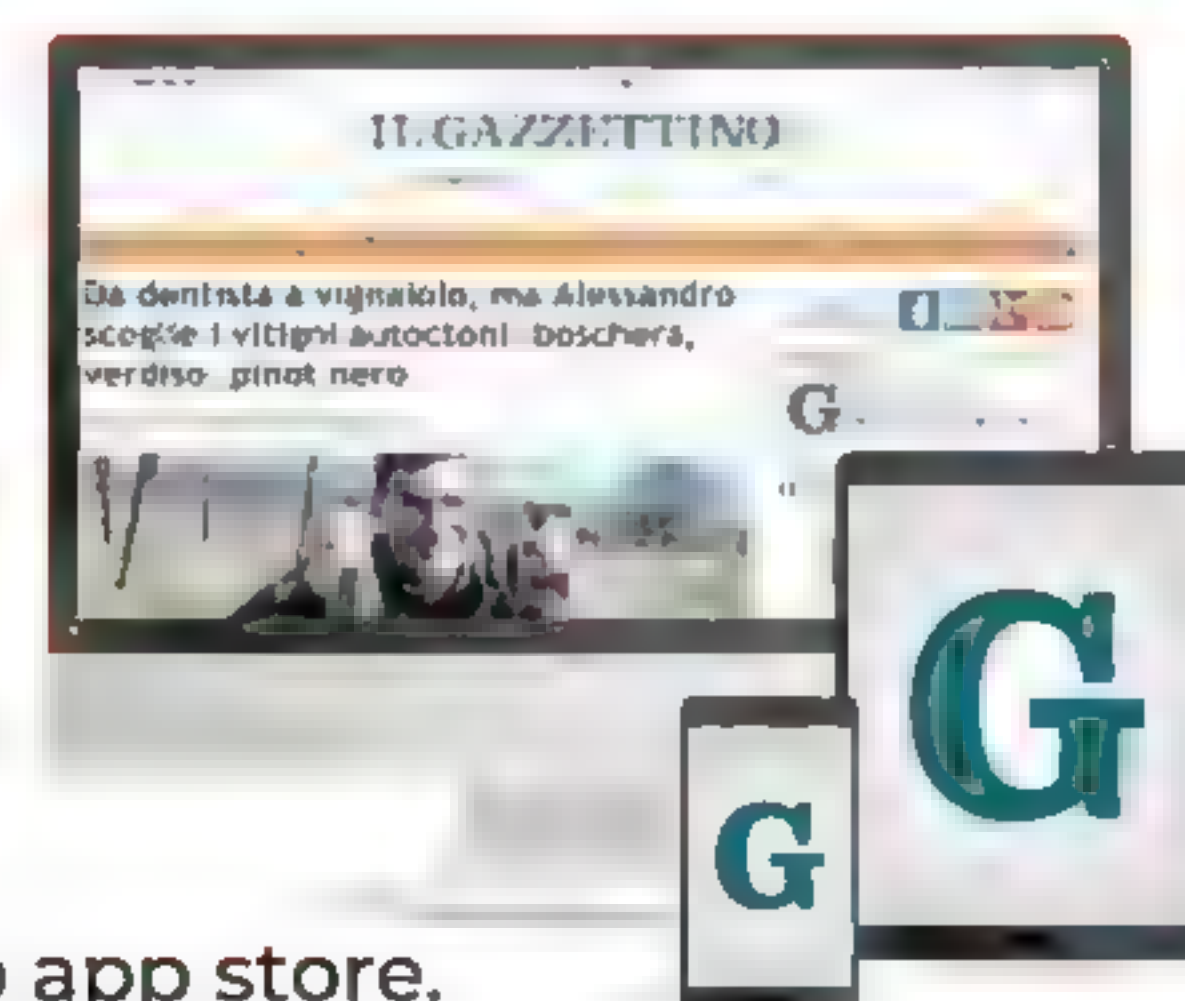 IL GAZZETTINO
Da dentista a vignaiolo, ma Alessandro
sceglie i vitigni autoctoni boschera,
verdiso pinot nero
G
G
G
app store.